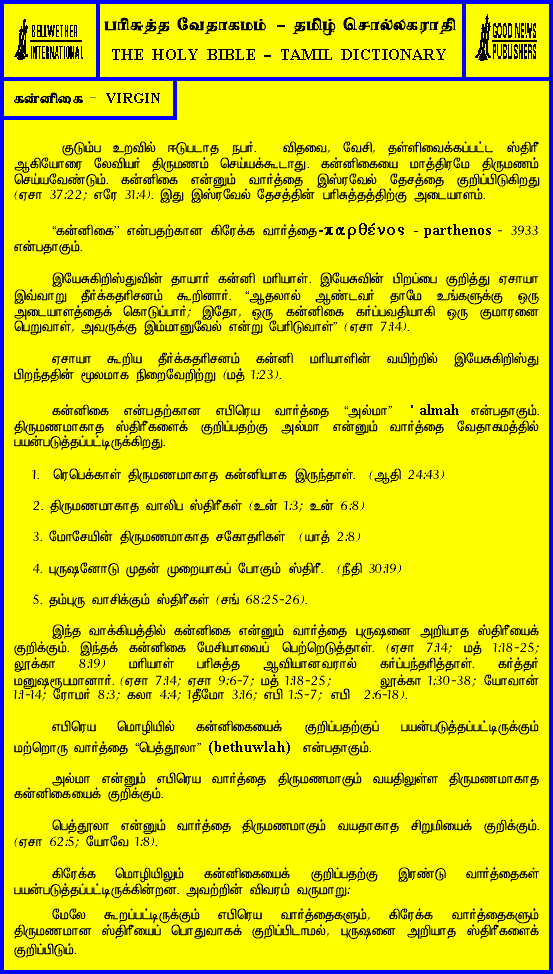 BELLWETHER
INTERNATIONAL
பரிசுத்த வேதாகமம் – தமிழ் சொல்லகராதி
THE HOLY BIBLE – TAMIL DICTIONARY
GOOD NEWS
PUBLISHERS
கன்னிகை - VIRGIN
குடும்ப உறவில் ஈடுபடாத நபர். விதவை, வேசி, தள்ளிவைக்கப்பட்ட ஸ்திரீ
ஆகியோரை லேவியர் திருமணம் செய்யக்கூடாது. கன்னிகையை மாத்திரமே திருமணம்
செய்யவேண்டும். கன்னிகை என்னும் வார்த்தை இஸ்ரவேல் தேசத்தை குறிப்பிடுகிறது
(ஏசா 37:22; எரே 31:4). இது இஸ்ரவேல் தேசத்தின் பரிசுத்தத்திற்கு அடையாளம்.
“கன்னிகை” என்பதற்கான கிரேக்க வார்த்தை-παρθένος - parthenos - 3933
என்பதாகும்.
இயேசுகிறிஸ்துவின் தாயார் கன்னி மரியாள். இயேசுவின் பிறப்பை குறித்து ஏசாயா
இவ்வாறு தீர்க்கதரிசனம் கூறினார். “ஆதலால் ஆண்டவர் தாமே உங்களுக்கு ஒரு
அடையாளத்தைக் கொடுப்பார்; இதோ, ஒரு கன்னிகை கர்ப்பவதியாகி ஒரு குமாரனை
பெறுவாள், அவருக்கு இம்மானுவேல் என்று பேரிடுவாள்” (ஏசா 7:14).
ஏசாயா கூறிய தீர்க்கதரிசனம் கன்னி மரியாளின் வயிற்றில் இயேசுகிறிஸ்து
பிறந்ததின் மூலமாக நிறைவேறிற்று (மத் 1:23).
கன்னிகை என்பதற்கான எபிரெய வார்த்தை “அல்மா” ' almah என்பதாகும்.
திருமணமாகாத ஸ்திரீகளைக் குறிப்பதற்கு அல்மா என்னும் வார்த்தை வேதாகமத்தில்
பயன்படுத்தப்பட்டிருக்கிறது.
1. ரெபெக்காள் திருமணமாகாத கன்னியாக இருந்தாள். (ஆதி 24:43)
2. திருமணமாகாத வாலிப ஸ்திரீகள் (உன் 1:3; உன் 6:8)
3. மோசேயின் திருமணமாகாத சகோதரிகள் (யாத் 2:8)
4. புருஷனோடு முதன் முறையாகப் போகும் ஸ்திரீ. (நீதி 30:19)
5. தம்புரு வாசிக்கும் ஸ்திரீகள் (சங் 68:25-26).
இந்த வாக்கியத்தில் கன்னிகை என்னும் வார்த்தை புருஷனை அறியாத ஸ்திரீயைக்
குறிக்கும். இந்தக் கன்னிகை மேசியாவைப் பெற்றெடுத்தாள். (ஏசா 7:14; மத் 1:18-25;
லூக்கா 8:19) மரியாள் பரிசுத்த ஆவியானவரால் கர்ப்பந்தரித்தாள். கர்த்தர்
மனுஷரூபமானார். (ஏசா 7:14; ஏசா 9:6-7; மத் 1:18-25; லூக்கா 1:30-38; யோவான்
1:1-14; ரோமர் 8:3; கலா 4:4; 1தீமோ 3:16; எபி 1:5-7; எபி 2:6-18).
எபிரெய மொழியில் கன்னிகையைக் குறிப்பதற்குப் பயன்படுத்தப்பட்டிருக்கும்
மற்றொரு வார்த்தை “பெத்தூலா” (bethuwlah) என்பதாகும்.
அல்மா என்னும் எபிரெய வார்த்தை திருமணமாகும் வயதிலுள்ள திருமணமாகாத
கன்னிகையைக் குறிக்கும்.
பெத்தூலா என்னும் வார்த்தை திருமணமாகும் வயதாகாத சிறுமியைக் குறிக்கும்.
(ஏசா 62:5; யோவே 1:8).
கிரேக்க மொழியிலும் கன்னிகையைக் குறிப்பதற்கு இரண்டு வார்த்தைகள்
பயன்படுத்தப்பட்டிருக்கின்றன. அவற்றின் விவரம் வருமாறு:
மேலே கூறப்பட்டிருக்கும் எபிரெய வார்த்தைகளும், கிரேக்க வார்த்தைகளும்
திருமணமான ஸ்திரீயைப் பொதுவாகக் குறிப்பிடாமல், புருஷனை அறியாத ஸ்திரீகளைக்
குறிப்பிடும்.